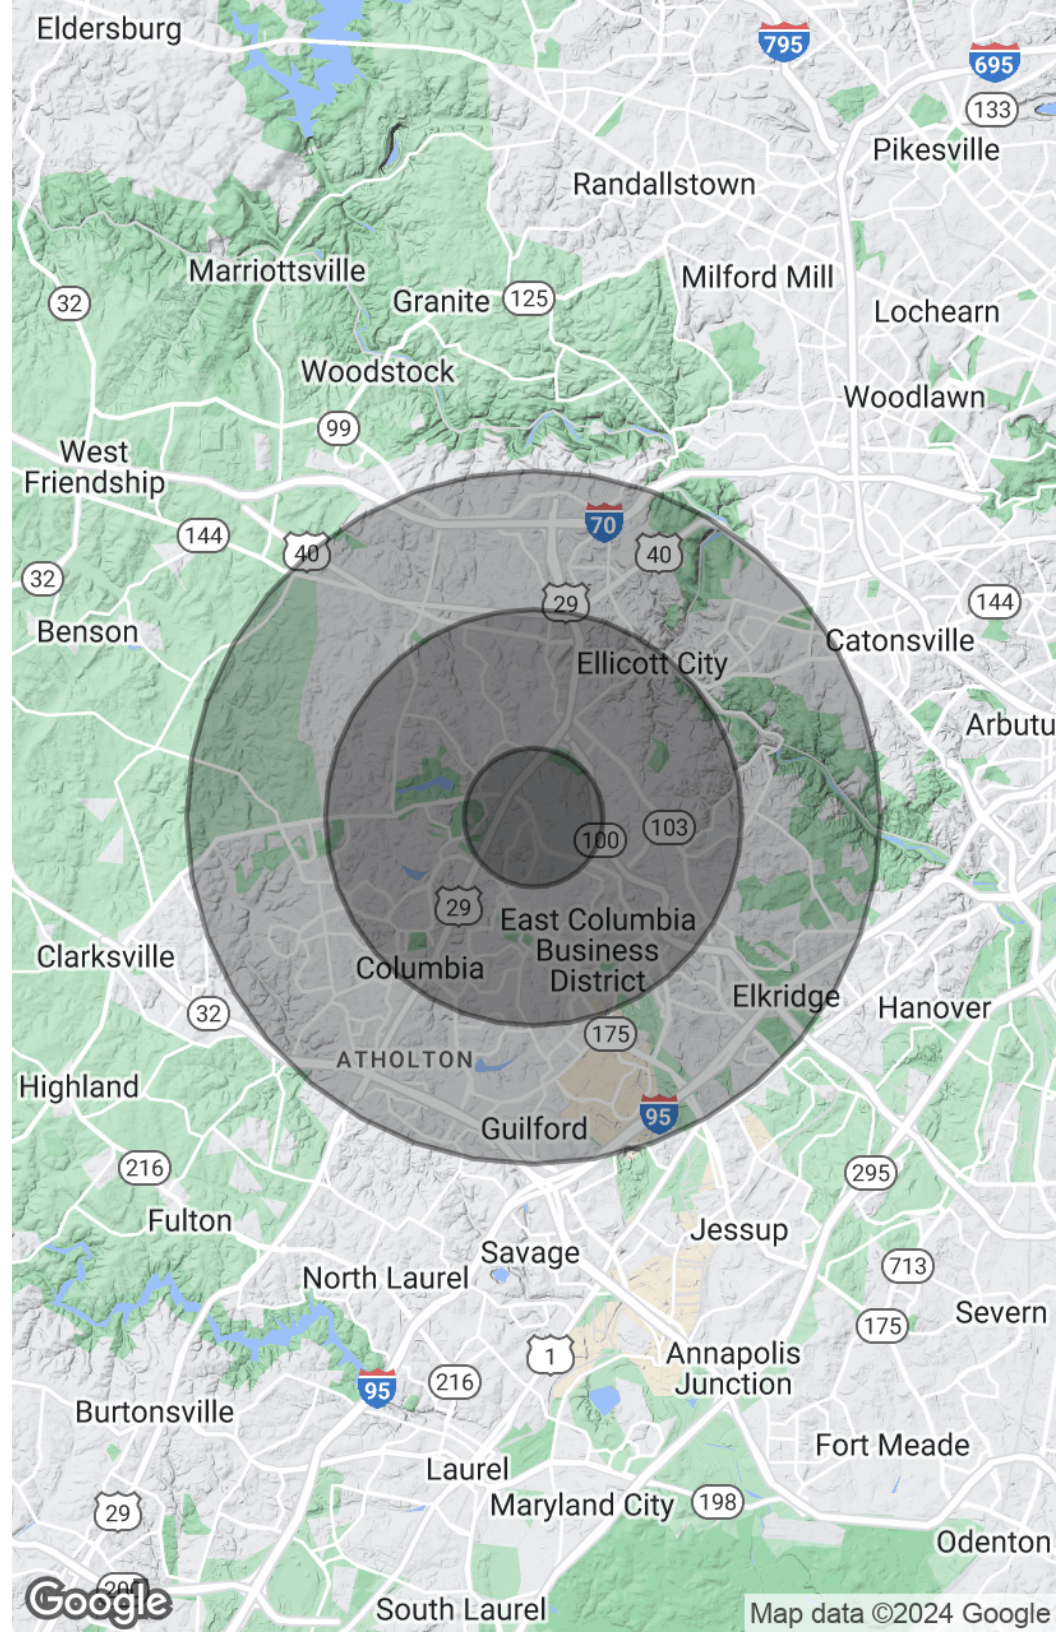 Eldersburg
795
695
133
Pikesville
Randallstown
Marriottsville
Milford Mill
32
Granite
125
Lochearn
Woodstock
Woodlawn
99
West
Friendship
144
70
40
40
32
29
144
Benson
Catonsville
Ellicott City
Arbutu
100
103
29
East Columbia
Business
District
Clarksville
Columbia
Elkridge
Hanover
32
175
ATHOLTON
Highland
95
Guilford
216
295
Fulton
Jessup
Savage
713
North Laurel
Severn
175
1
Annapolis
Junction
95
216
Burtonsville
Fort Meade
Laurel
Maryland City
198
29
Odenton
Google
South Laurel
Map data ©2024 Google